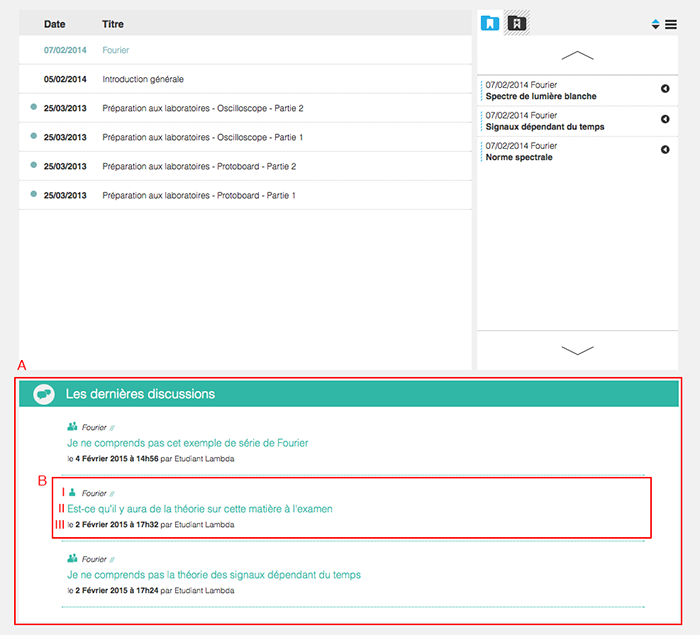 Date Titre
07/02/2014 Fourier
05/02/2014 Introduction générale
25/03/2013 Préparation aux laboratoires - Oscilloscope - Partie 2
25/03/2013 Préparation aux laboratoires - Oscilloscope - Partie 1
25/03/2013 Préparation aux laboratoires - Protoboard - Partie 2
25/03/2013 Préparation aux laboratoires - Protoboard - Partie 1
07/02/2014 Fourier
Spectre de lumière blanche
07/02/2014 Fourier
Signaux dépendant du temps
07/02/2014 Fourier
Norme spectrale
A
Les dernières discussions
Fourier //
Je ne comprends pas cet exemple de série de Fourier
le 4 Février 2015 à 14h56 par Etudiant Lambda
B
I Fourier //
II Est-ce qu'il y aura de la théorie sur cette matière à l'examen
III le 2 Février 2015 à 17h32 par Etudiant Lambda
Fourier //
Je ne comprends pas la théorie des signaux dépendant du temps
le 2 Février 2015 à 17h24 par Etudiant Lambda